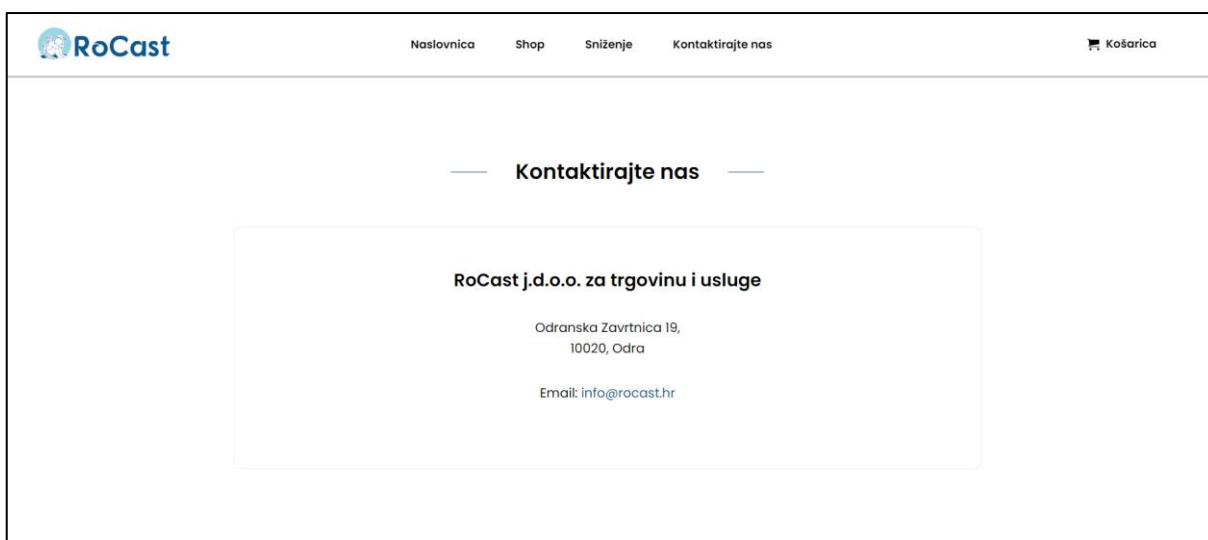 RoCast
Naslovnica Shop Sniženje Kontaktirajte nas Košarica
Kontaktirajte nas
RoCast j.d.o.o. za trgovinu i usluge
Odranska Zavrtnica 19,
10020, Odra
Email: info@rocast.hr